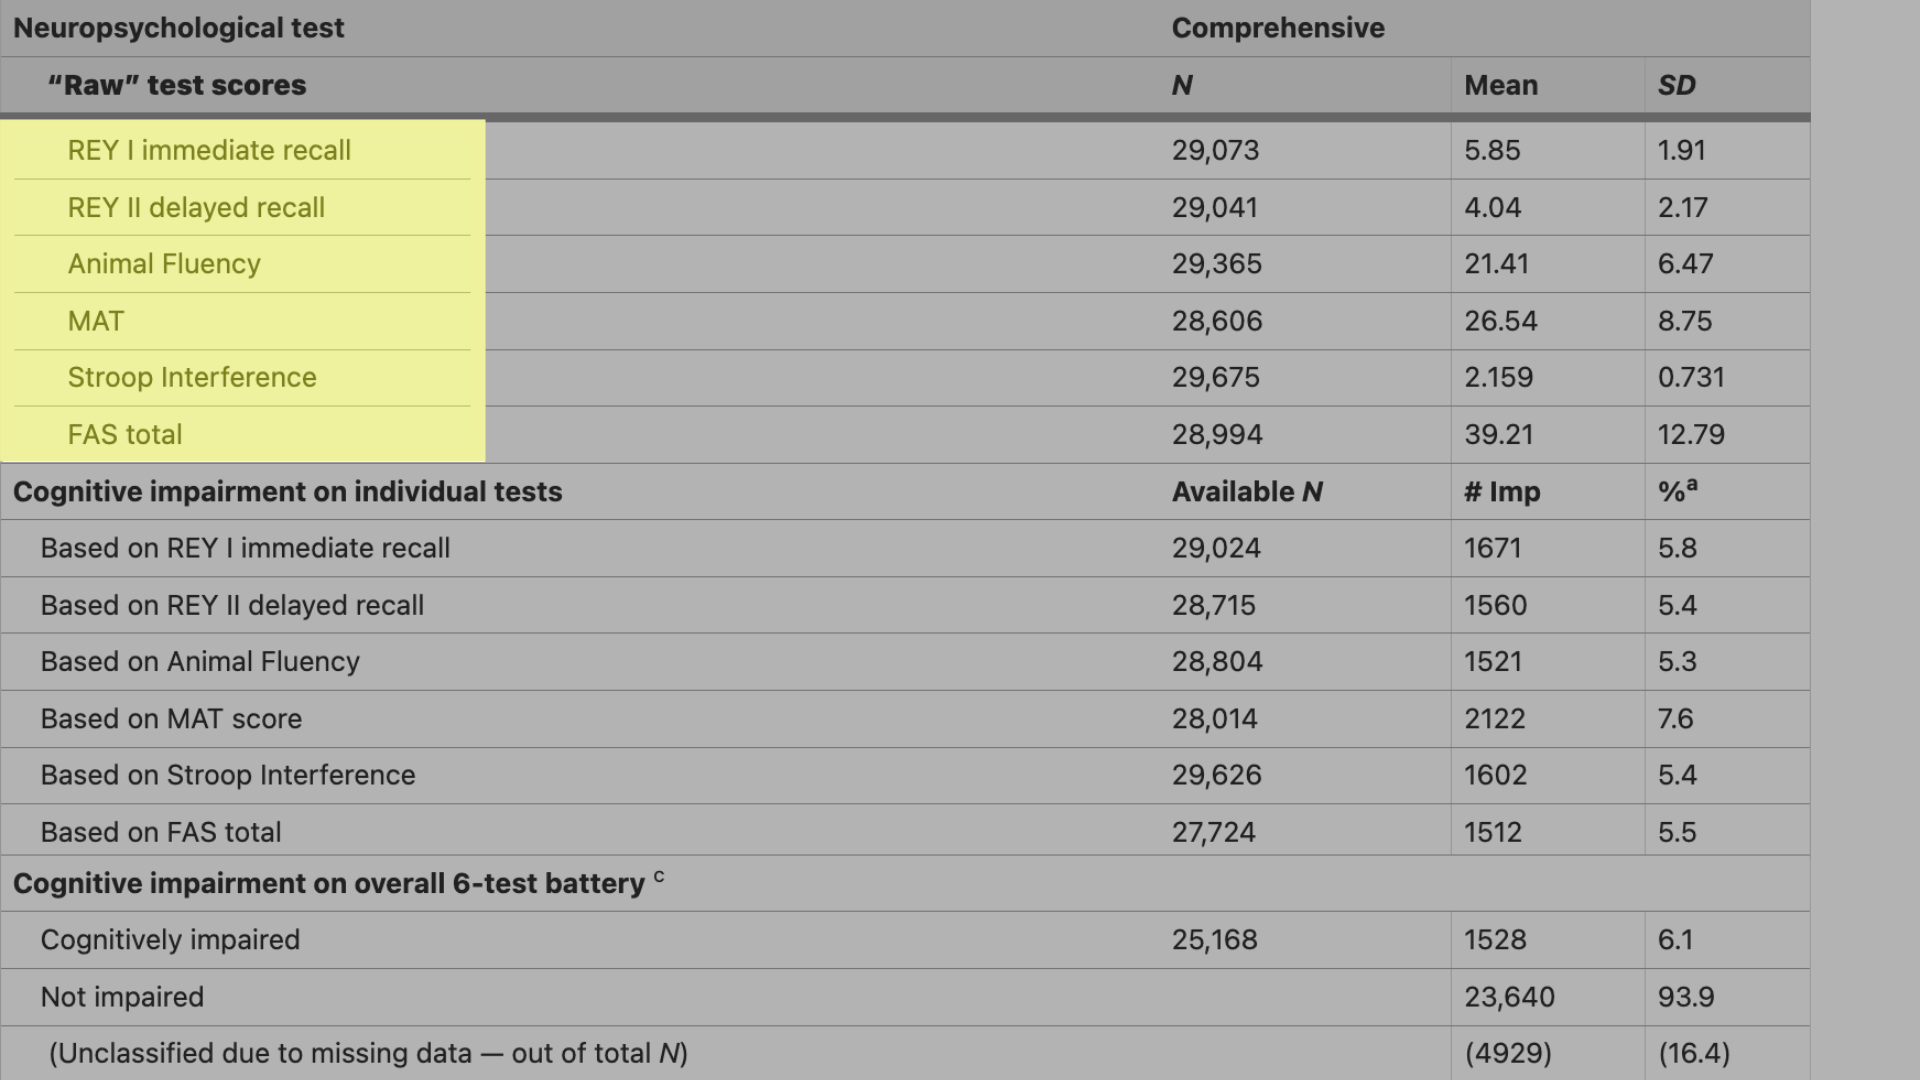 Neuropsychological test Comprehensive
“Raw” test scores N Mean SD
REY I immediate recall 29,073 5.85 1.91
REY II delayed recall 29,041 4.04 2.17
Animal Fluency 29,365 21.41 6.47
MAT 28,606 26.54 8.75
Stroop Interference 29,675 2.159 0.731
FAS total 28,994 39.21 12.79
Cognitive impairment on individual tests Available N # Imp %a
Based on REY I immediate recall 29,024 1671 5.8
Based on REY II delayed recall 28,715 1560 5.4
Based on Animal Fluency 28,804 1521 5.3
Based on MAT score 28,014 2122 7.6
Based on Stroop Interference 29,626 1602 5.4
Based on FAS total 27,724 1512 5.5
Cognitive impairment on overall 6-test battery c
Cognitively impaired 25,168 1528 6.1
Not impaired 23,640 93.9
(Unclassified due to missing data — out of total N) (4929) (16.4)